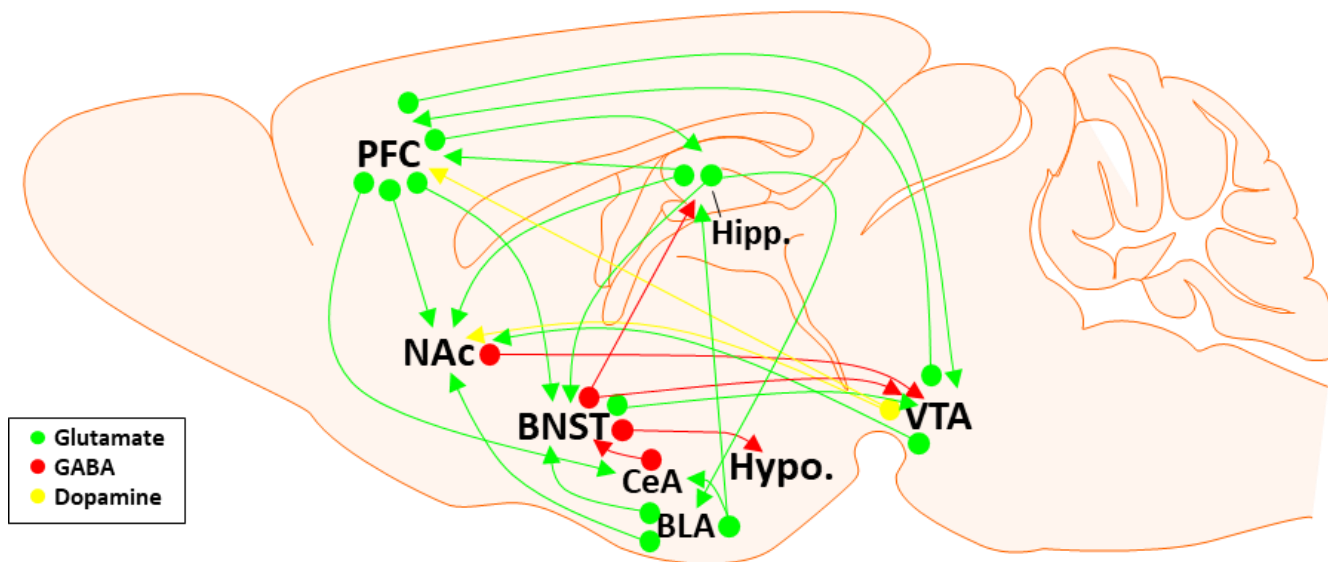 PFC
Hipp.
NAc
VTA
BNST
Hypo.
CeA
BLA
Glutamate
GABA
Dopamine